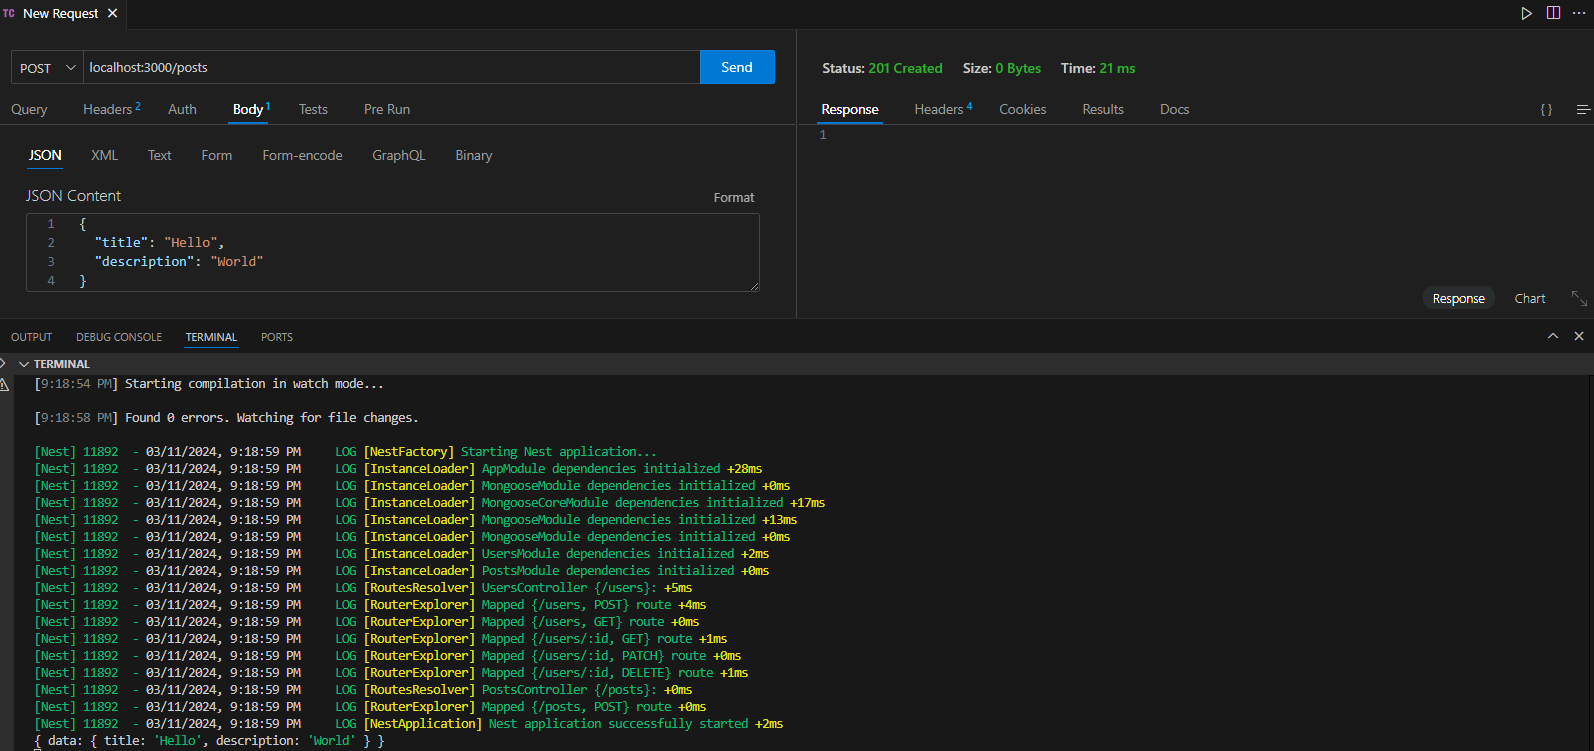 TC New Request
POST localhost:3000/posts Send
Query Headers 2 Auth Body 1 Tests Pre Run
JSON XML Text Form Form-encode GraphQL Binary
JSON Content Format
1 {
2 "title": "Hello",
3 "description": "World"
4 }
Status: 201 Created Size: 0 Bytes Time: 21 ms
Response Headers 4 Cookies Results Docs { }
1
Response Chart
OUTPUT DEBUG CONSOLE TERMINAL PORTS
TERMINAL
[9:18:54 PM] Starting compilation in watch mode...
[9:18:58 PM] Found 0 errors. Watching for file changes.
[Nest] 11892 - 03/11/2024, 9:18:59 PM LOG [NestFactory] Starting Nest application...
[Nest] 11892 - 03/11/2024, 9:18:59 PM LOG [InstanceLoader] AppModule dependencies initialized +28ms
[Nest] 11892 - 03/11/2024, 9:18:59 PM LOG [InstanceLoader] MongooseModule dependencies initialized +0ms
[Nest] 11892 - 03/11/2024, 9:18:59 PM LOG [InstanceLoader] MongooseCoreModule dependencies initialized +17ms
[Nest] 11892 - 03/11/2024, 9:18:59 PM LOG [InstanceLoader] MongooseModule dependencies initialized +13ms
[Nest] 11892 - 03/11/2024, 9:18:59 PM LOG [InstanceLoader] MongooseModule dependencies initialized +0ms
[Nest] 11892 - 03/11/2024, 9:18:59 PM LOG [InstanceLoader] UsersModule dependencies initialized +2ms
[Nest] 11892 - 03/11/2024, 9:18:59 PM LOG [InstanceLoader] PostsModule dependencies initialized +0ms
[Nest] 11892 - 03/11/2024, 9:18:59 PM LOG [RoutesResolver] UsersController {/users}: +5ms
[Nest] 11892 - 03/11/2024, 9:18:59 PM LOG [RouterExplorer] Mapped {/users, POST} route +4ms
[Nest] 11892 - 03/11/2024, 9:18:59 PM LOG [RouterExplorer] Mapped {/users, GET} route +0ms
[Nest] 11892 - 03/11/2024, 9:18:59 PM LOG [RouterExplorer] Mapped {/users/:id, GET} route +1ms
[Nest] 11892 - 03/11/2024, 9:18:59 PM LOG [RouterExplorer] Mapped {/users/:id, PATCH} route +0ms
[Nest] 11892 - 03/11/2024, 9:18:59 PM LOG [RouterExplorer] Mapped {/users/:id, DELETE} route +1ms
[Nest] 11892 - 03/11/2024, 9:18:59 PM LOG [RoutesResolver] PostsController {/posts}: +0ms
[Nest] 11892 - 03/11/2024, 9:18:59 PM LOG [RouterExplorer] Mapped {/posts, POST} route +0ms
[Nest] 11892 - 03/11/2024, 9:18:59 PM LOG [NestApplication] Nest application successfully started +2ms
{ data: { title: 'Hello', description: 'World' } }